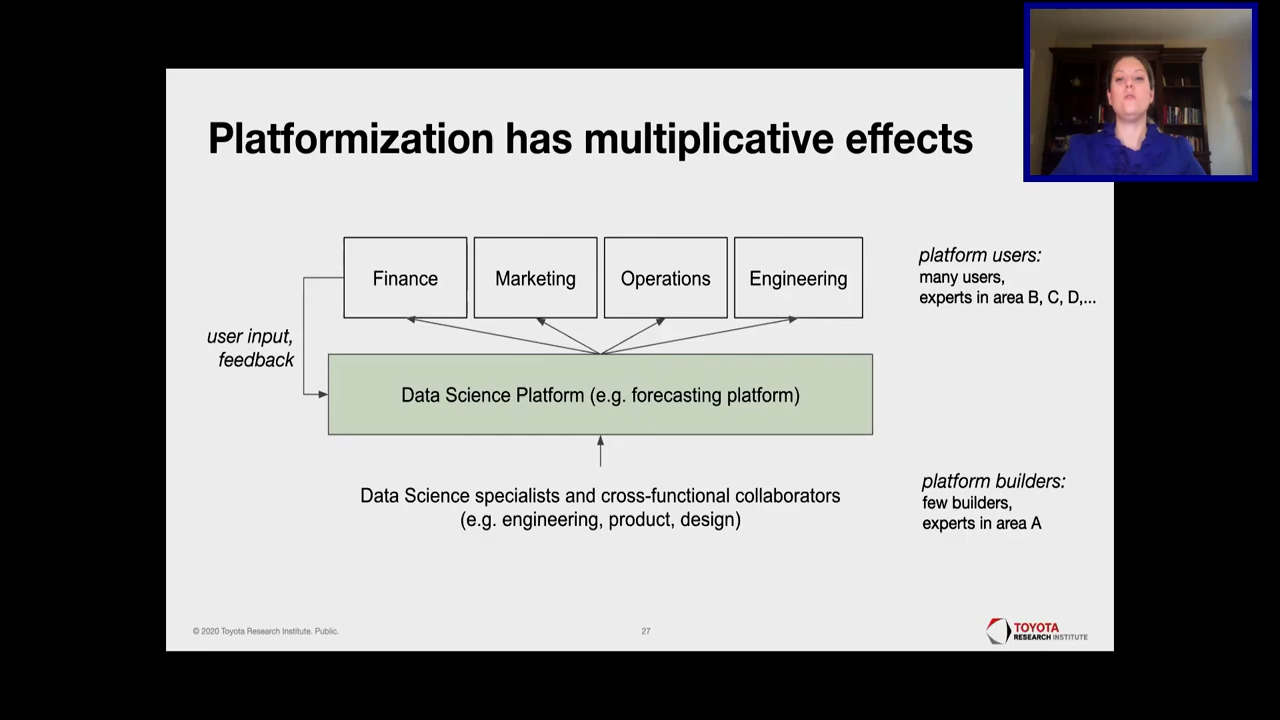 Platformization has multiplicative effects
Finance
Marketing
Operations
Engineering
platform users:
many users,
experts in area B, C, D,...
user input,
feedback
Data Science Platform (e.g. forecasting platform)
Data Science specialists and cross-functional collaborators
(e.g. engineering, product, design)
platform builders:
few builders,
experts in area A
© 2020 Toyota Research Institute. Public.
27
TOYOTA
RESEARCH INSTITUTE